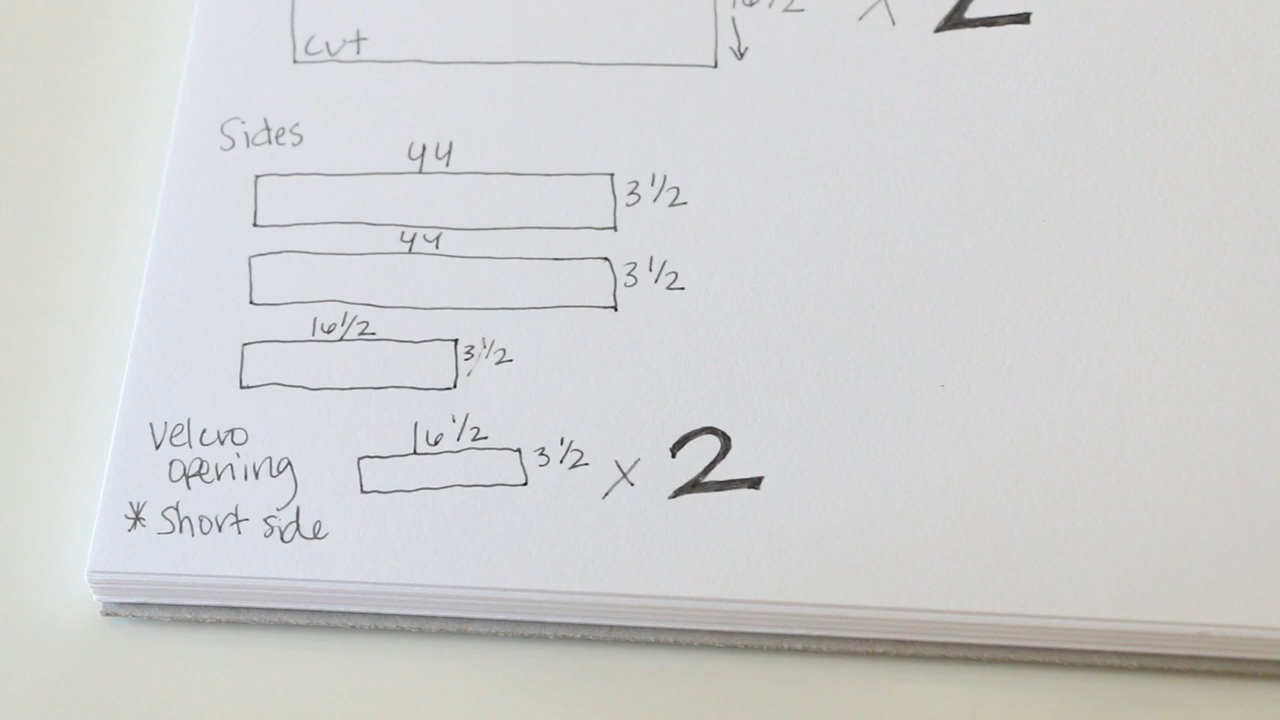 cut
x 2
Sides
44
3 1/2
44
3 1/2
16 1/2
3 1/2
Velcro
opening
* Short side
16 1/2
3 1/2
x 2